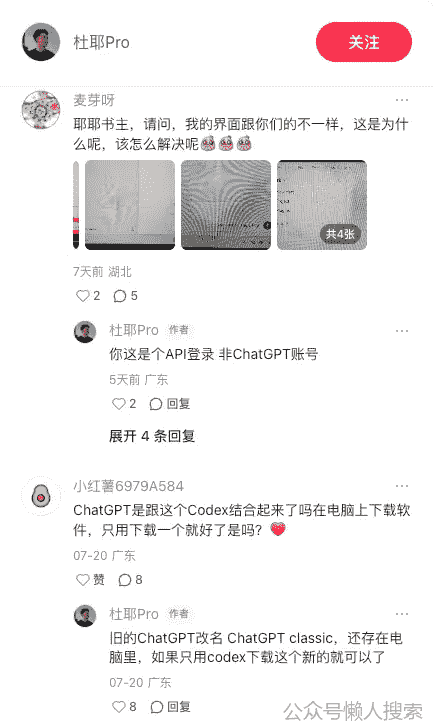 杜耶Pro
关注
麦芽呀
耶耶书主，请问，我的界面跟你们的不一样，这是为什
么呢，该怎么解决呢
共4张
7天前 湖北
2 5
杜耶Pro 作者
你这是个API登录 非ChatGPT账号
5天前 广东
2 回复
展开 4 条回复
小红薯6979A584
ChatGPT是跟这个Codex结合起来了吗在电脑上下载软
件，只用下载一个就好了是吗？
07-20 广东
赞 8
杜耶Pro 作者
旧的ChatGPT改名 ChatGPT classic，还存在电
脑里，如果只用codex下载这个新的就可以了
07-20 广东
8 回复
公众号懒人搜索